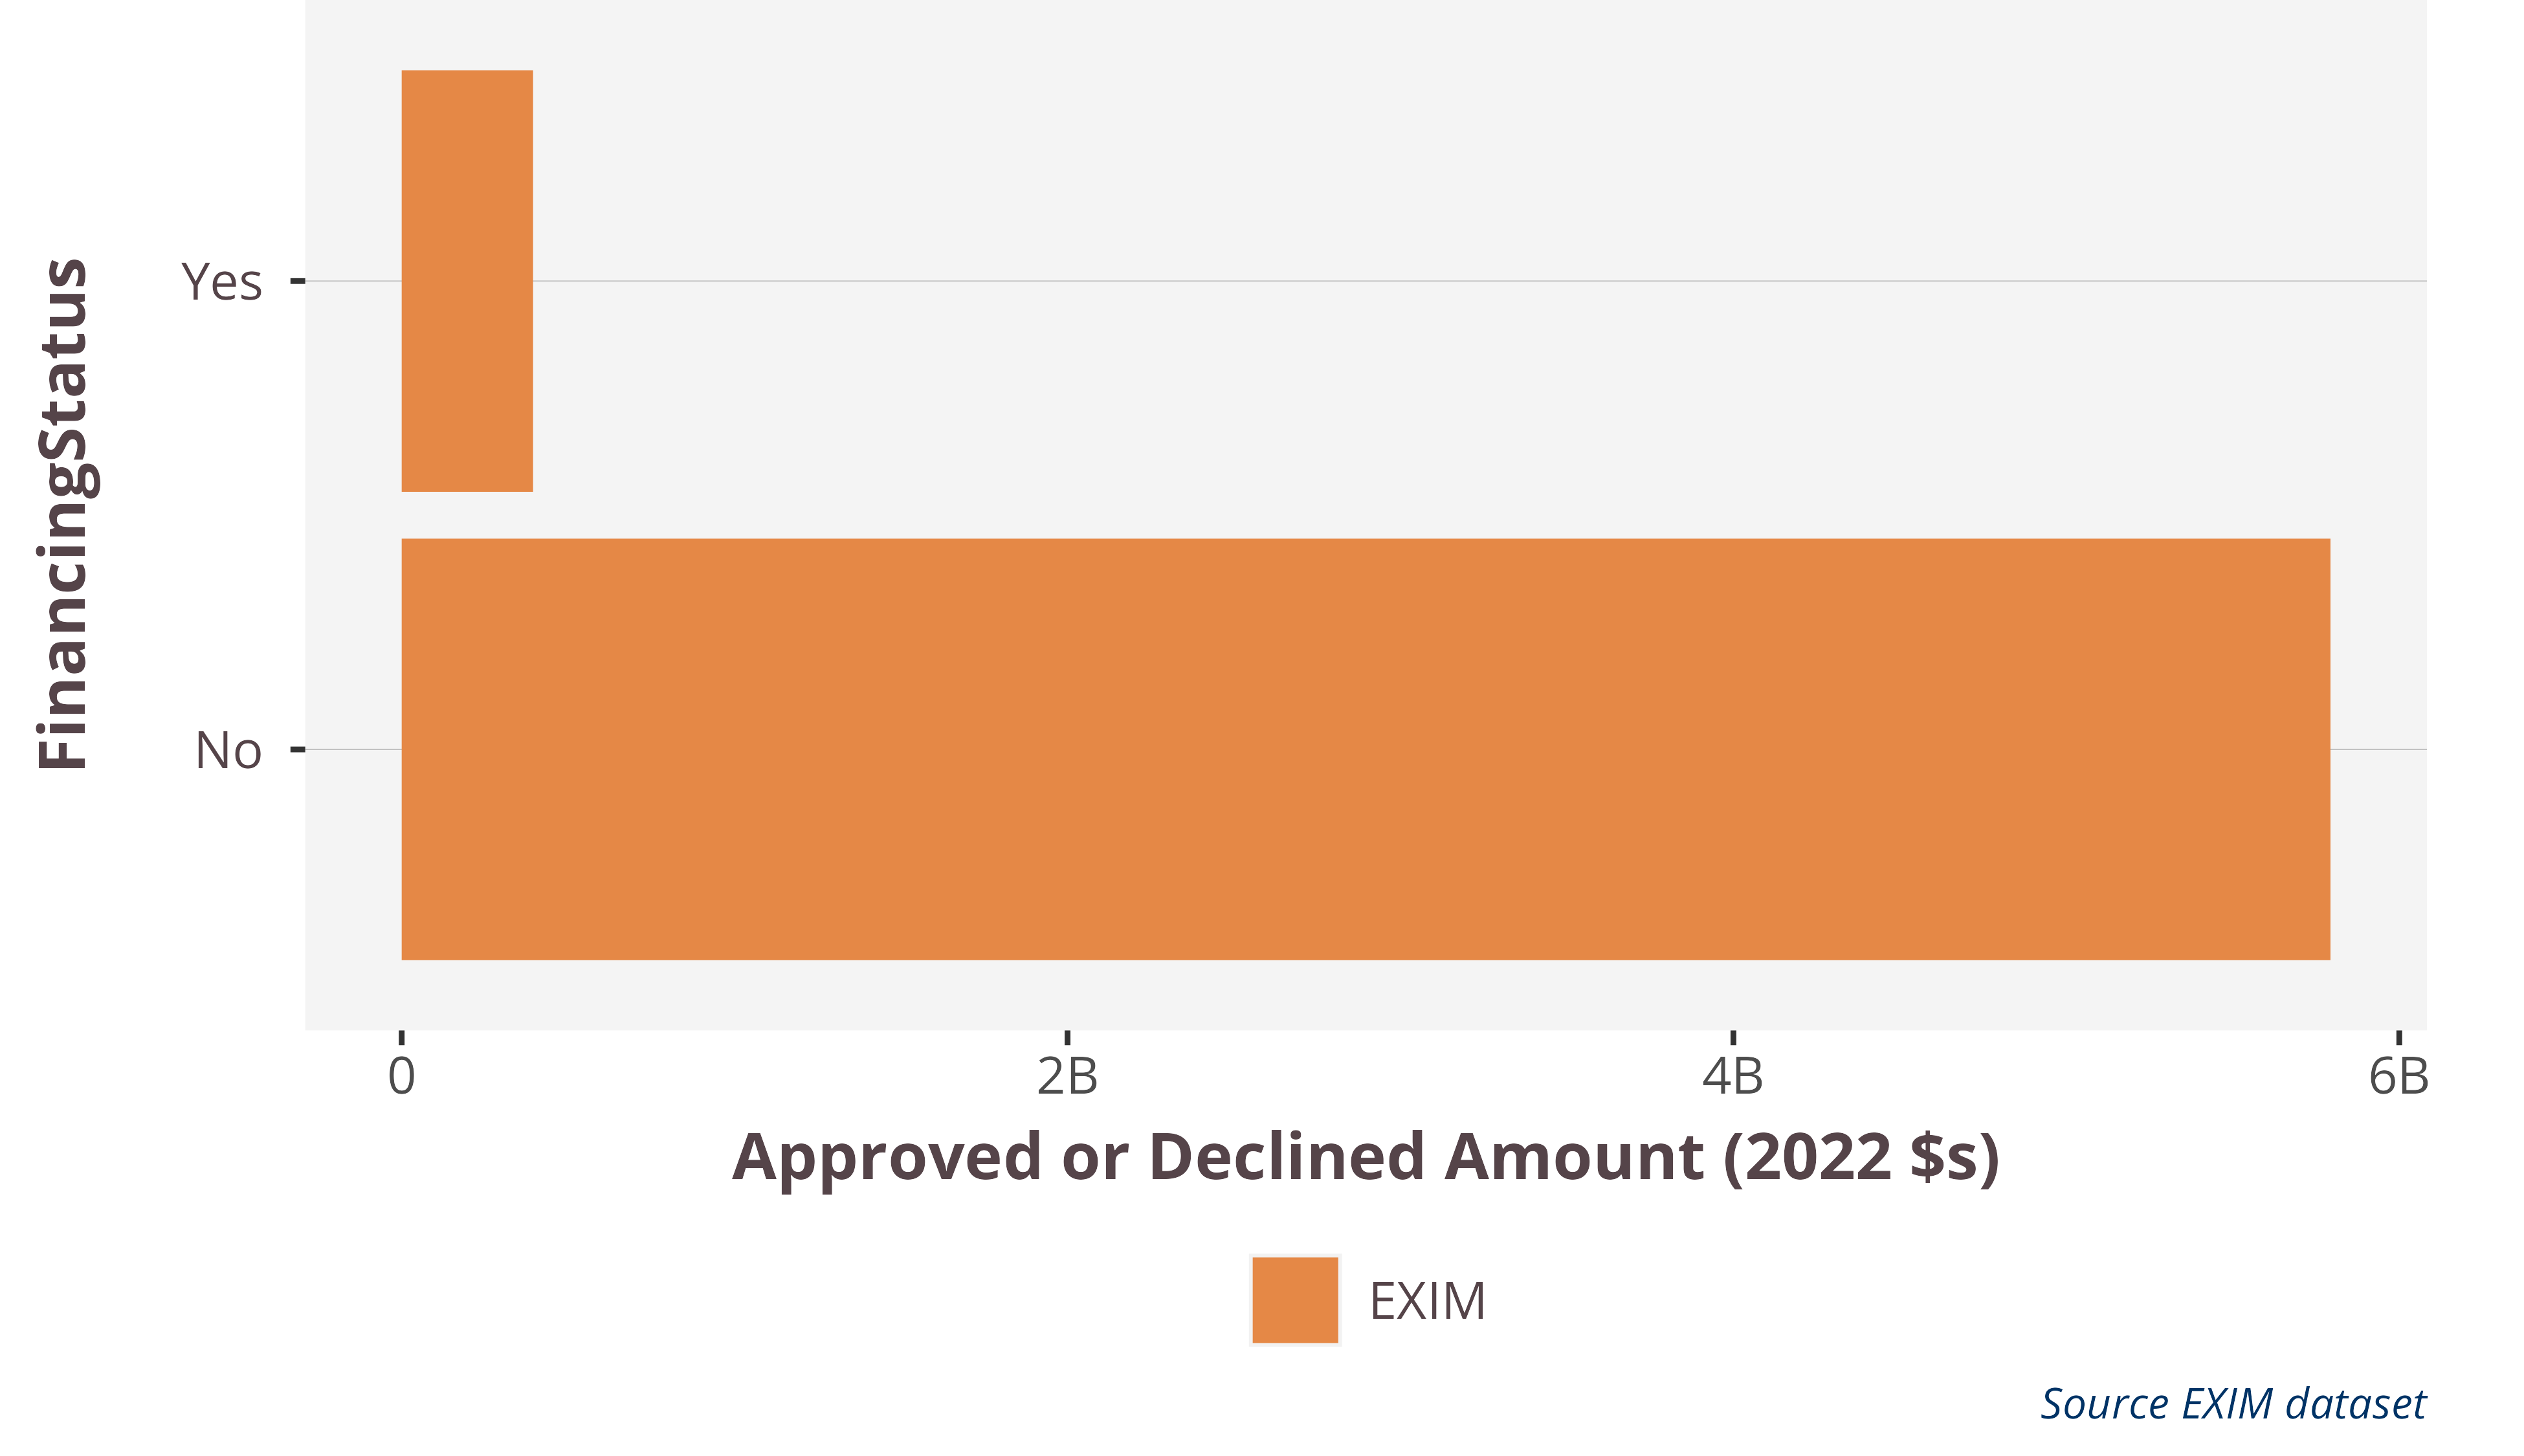 FinancingStatus
Yes
No
0 2B 4B 6B
Approved or Declined Amount (2022 $s)
EXIM
Source EXIM dataset